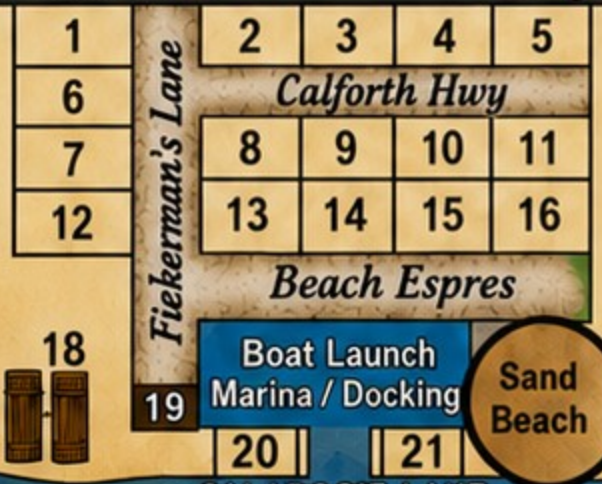 1
2
3
4
5
6
Calforth Hwy
Fiekerman's Lane
7
8
9
10
11
12
13
14
15
16
Beach Espres
18
Boat Launch
Marina / Docking
Sand
Beach
19
20
21